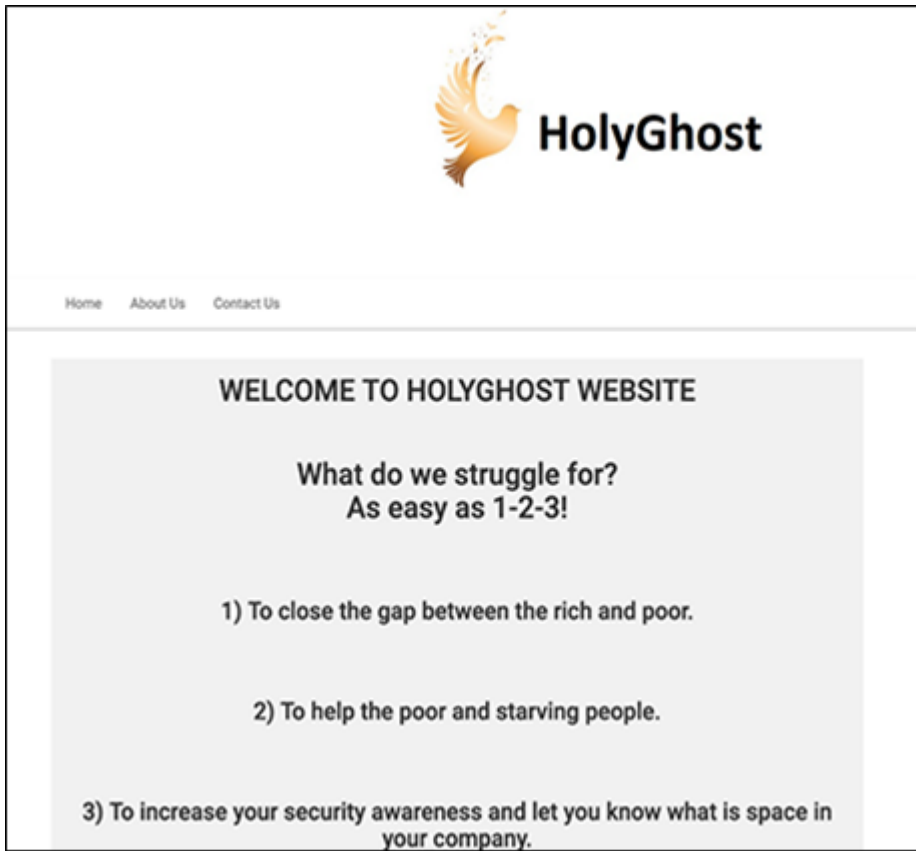 HolyGhost
Home About Us Contact Us
WELCOME TO HOLYGHOST WEBSITE
What do we struggle for?
As easy as 1-2-3!
1) To close the gap between the rich and poor.
2) To help the poor and starving people.
3) To increase your security awareness and let you know what is space in
your company.